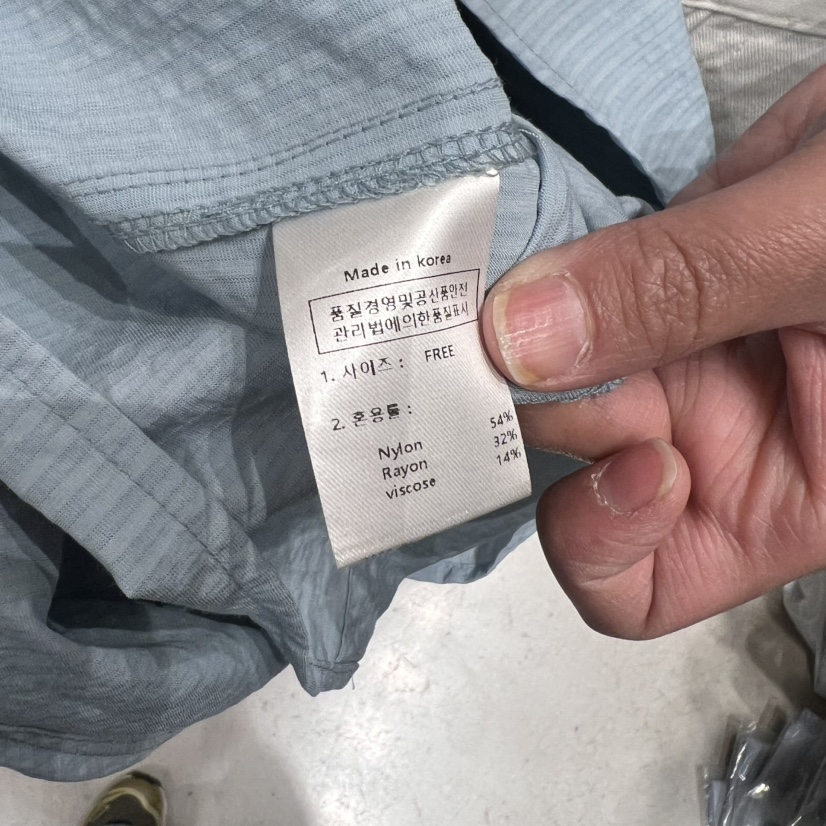 Made in korea
품질경영및공산품안전
관리법에의한품질표시
1. 사이즈 : FREE
2. 혼용률 :
Nylon 54%
Rayon 32%
viscose 14%